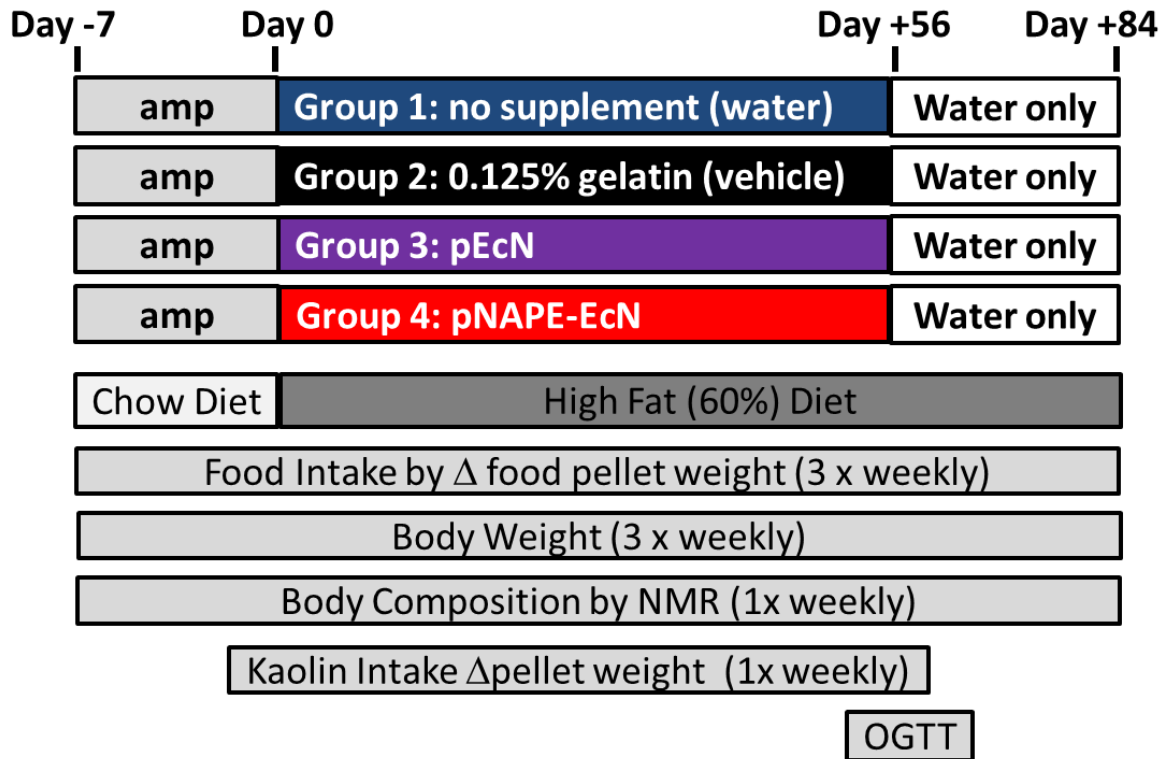 Day -7 Day 0 Day +56 Day +84
amp Group 1: no supplement (water) Water only
amp Group 2: 0.125% gelatin (vehicle) Water only
amp Group 3: pEcN Water only
amp Group 4: pNAPE-EcN Water only
Chow Diet High Fat (60%) Diet
Food Intake by Δ food pellet weight (3 x weekly)
Body Weight (3 x weekly)
Body Composition by NMR (1x weekly)
Kaolin Intake Δpellet weight (1x weekly)
OGTT